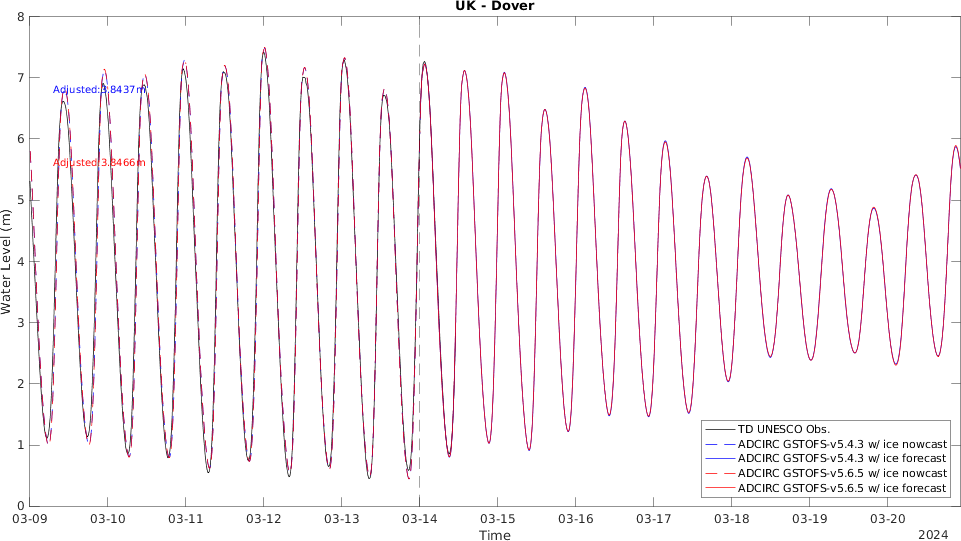 UK - Dover
8
7
6
5
4
3
2
1
0
Water Level (m)
Adjusted:3.8437m
Adjusted:3.8466m
TD UNESCO Obs.
ADCIRC GSTOFS-v5.4.3 w/ ice nowcast
ADCIRC GSTOFS-v5.4.3 w/ ice forecast
ADCIRC GSTOFS-v5.6.5 w/ ice nowcast
ADCIRC GSTOFS-v5.6.5 w/ ice forecast
03-09 03-10 03-11 03-12 03-13 03-14 03-15 03-16 03-17 03-18 03-19 03-20
Time
2024